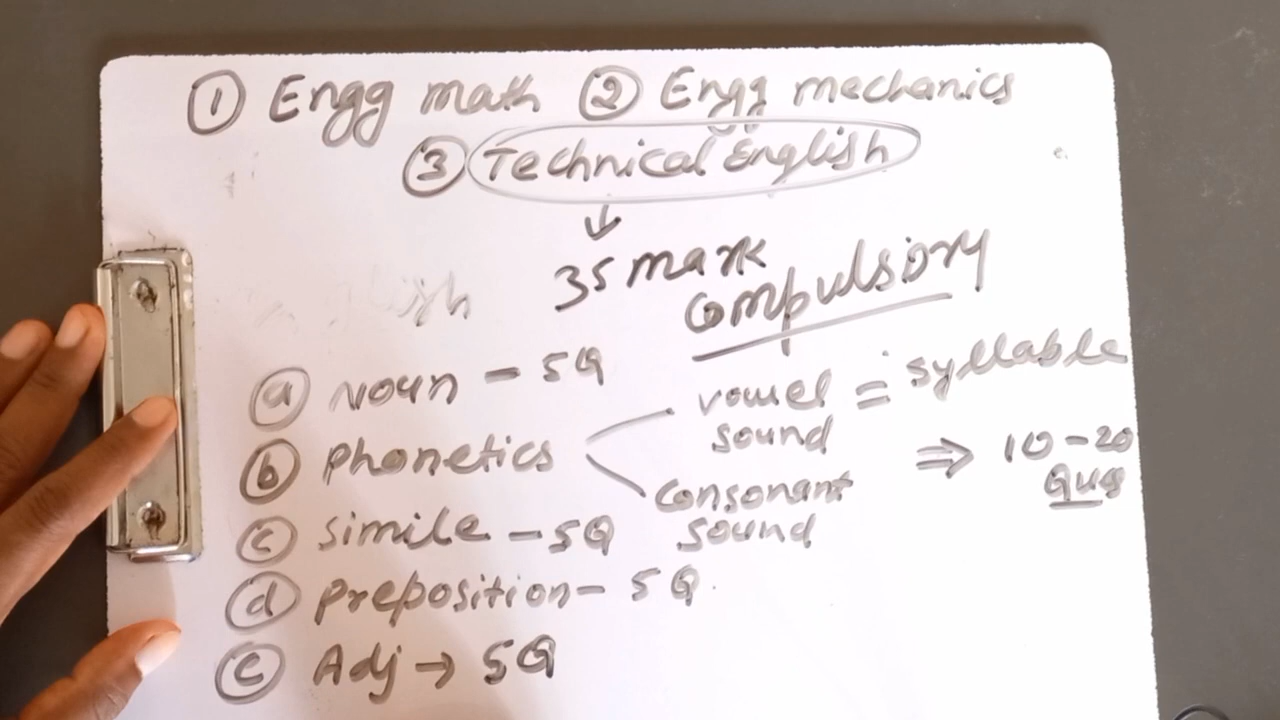 ① Engg math ② Engg mechanics
③ Technical English
↓
35 mark
compulsory
ⓐ Noun - 5Q
ⓑ phonetics
vowel sound = syllable
consonant sound
⇒ 10-20 Ques
ⓒ simile - 5Q
ⓓ preposition - 5Q.
ⓔ Adj → 5Q